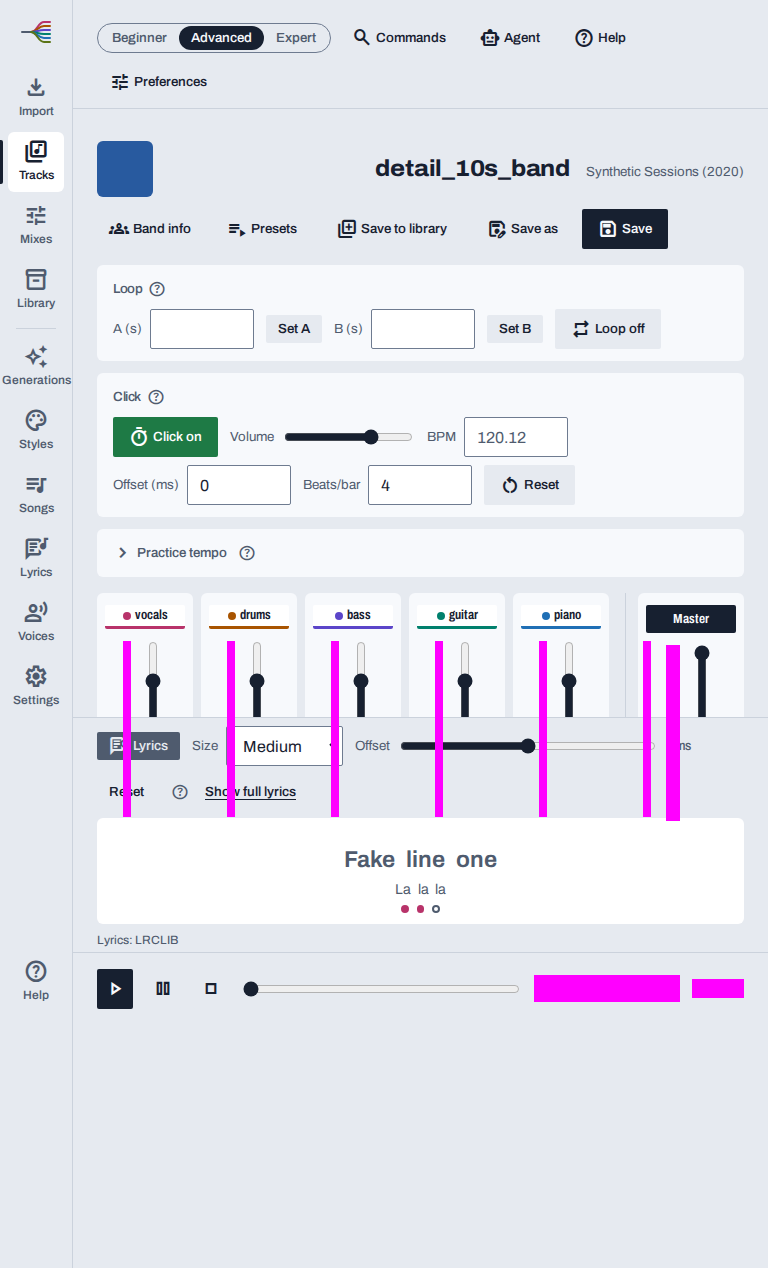 Beginner Advanced Expert Commands Agent Help
Preferences
Import
Tracks
Mixes
Library
Generations
Styles
Songs
Lyrics
Voices
Settings
Help
detail_10s_band Synthetic Sessions (2020)
Band info Presets Save to library Save as Save
Loop
A (s) Set A B (s) Set B Loop off
Click
Click on Volume BPM 120.12
Offset (ms) 0 Beats/bar 4 Reset
Practice tempo
vocals drums bass guitar piano Master
Lyrics Size Medium Offset
Reset Show full lyrics
Fake line one
La la la
Lyrics: LRCLIB